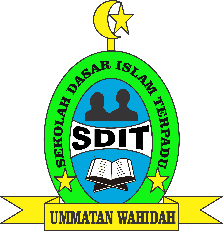 SEKOLAH DASAR ISLAM TERPADU
SDIT
UMMATAN WAHIDAH